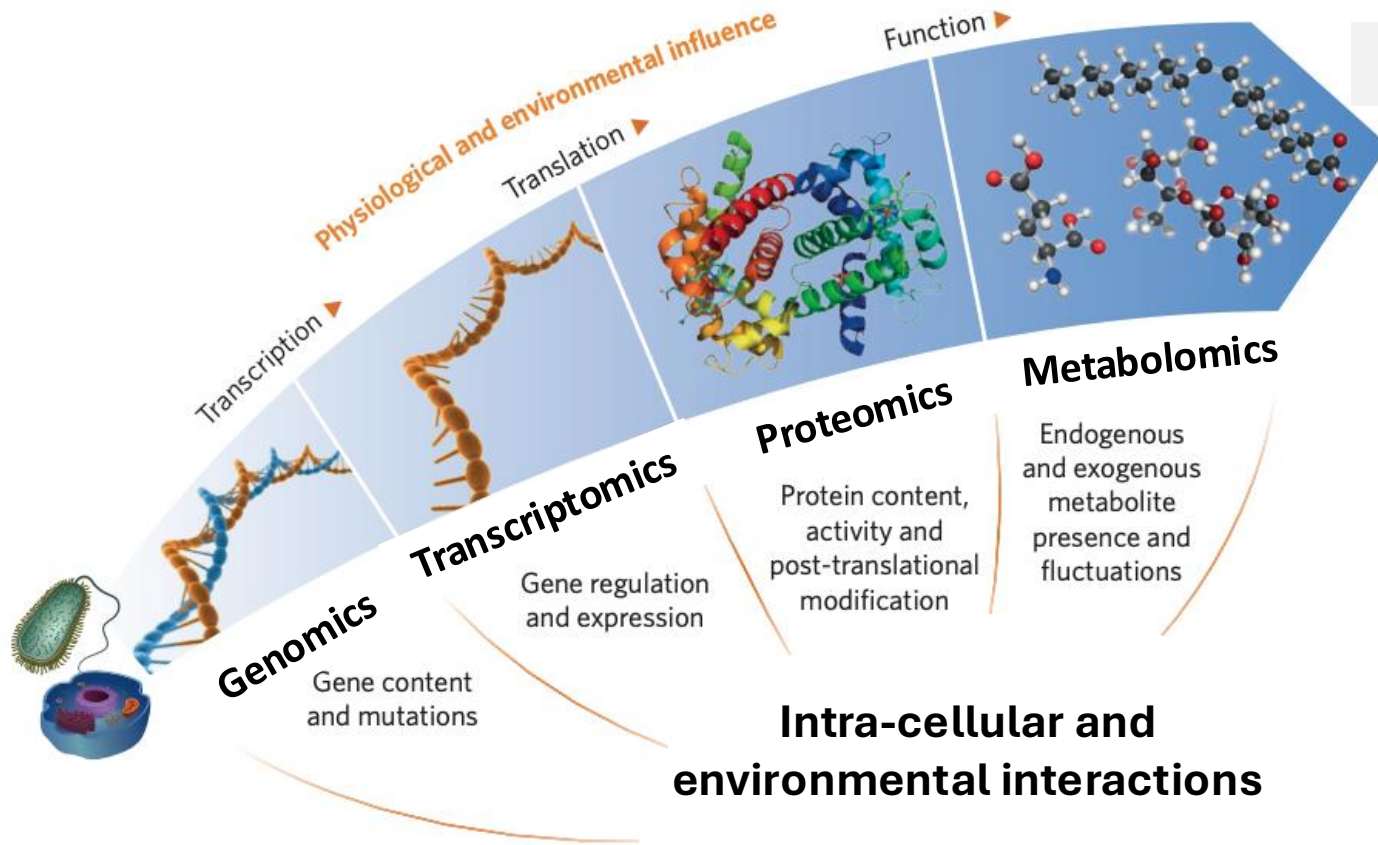 Physiological and environmental influence
Transcription
Translation
Function
Genomics
Gene content
and mutations
Transcriptomics
Gene regulation
and expression
Proteomics
Protein content,
activity and
post-translational
modification
Metabolomics
Endogenous
and exogenous
metabolite
presence and
fluctuations
Intra-cellular and
environmental interactions